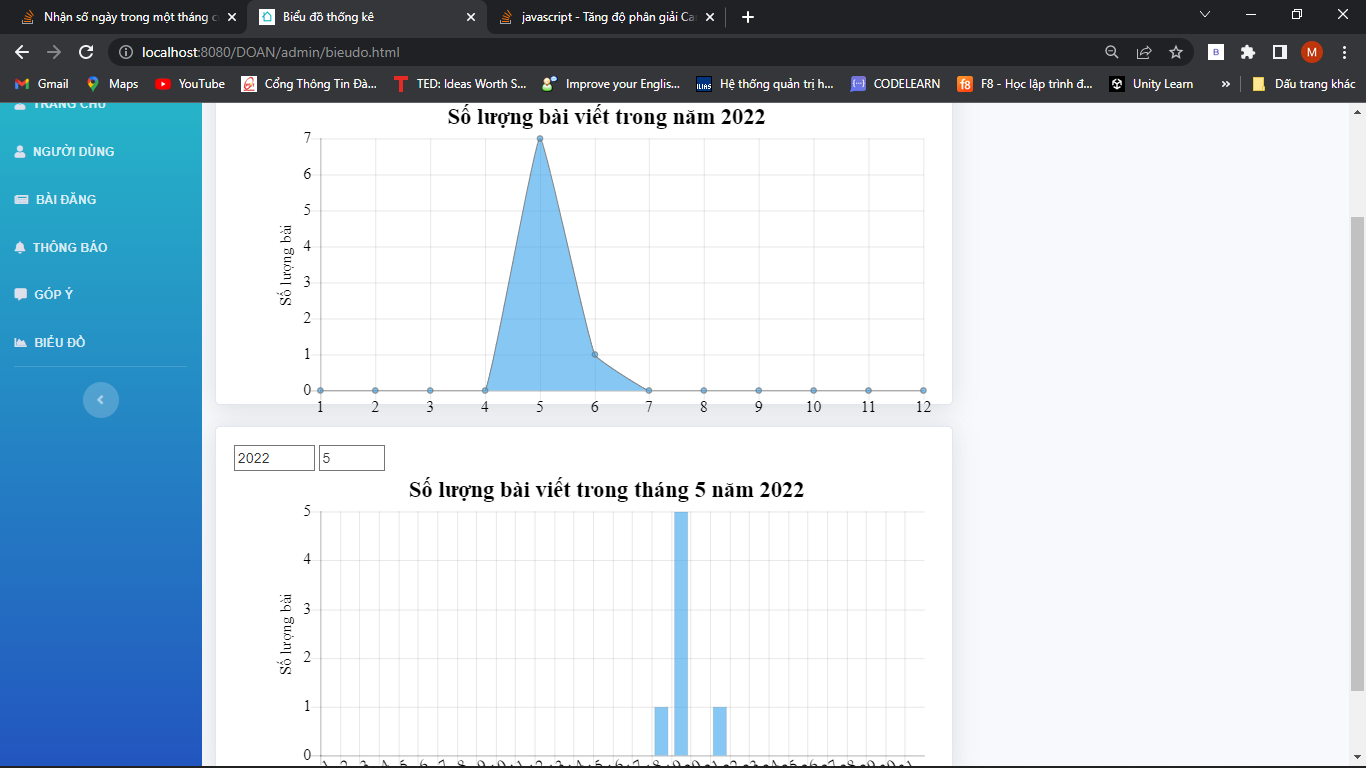 Nhận số ngày trong một tháng c
Biểu đồ thống kê
javascript - Tăng độ phân giải Ca
localhost:8080/DOAN/admin/bieudo.html
B
M
Gmail
Maps
YouTube
Cổng Thông Tin Đà...
TED: Ideas Worth S...
Improve your Englis...
Hệ thống quản trị h...
CODELEARN
F8 - Học lập trình đ...
Unity Learn
»
Dấu trang khác
TRANG CHỦ
NGƯỜI DÙNG
BÀI ĐĂNG
THÔNG BÁO
GÓP Ý
BIỂU ĐỒ
Số lượng bài viết trong năm 2022
7
6
5
4
3
2
1
0
Số lượng bài
1 2 3 4 5 6 7 8 9 10 11 12
2022 5
Số lượng bài viết trong tháng 5 năm 2022
5
4
3
2
1
0
Số lượng bài